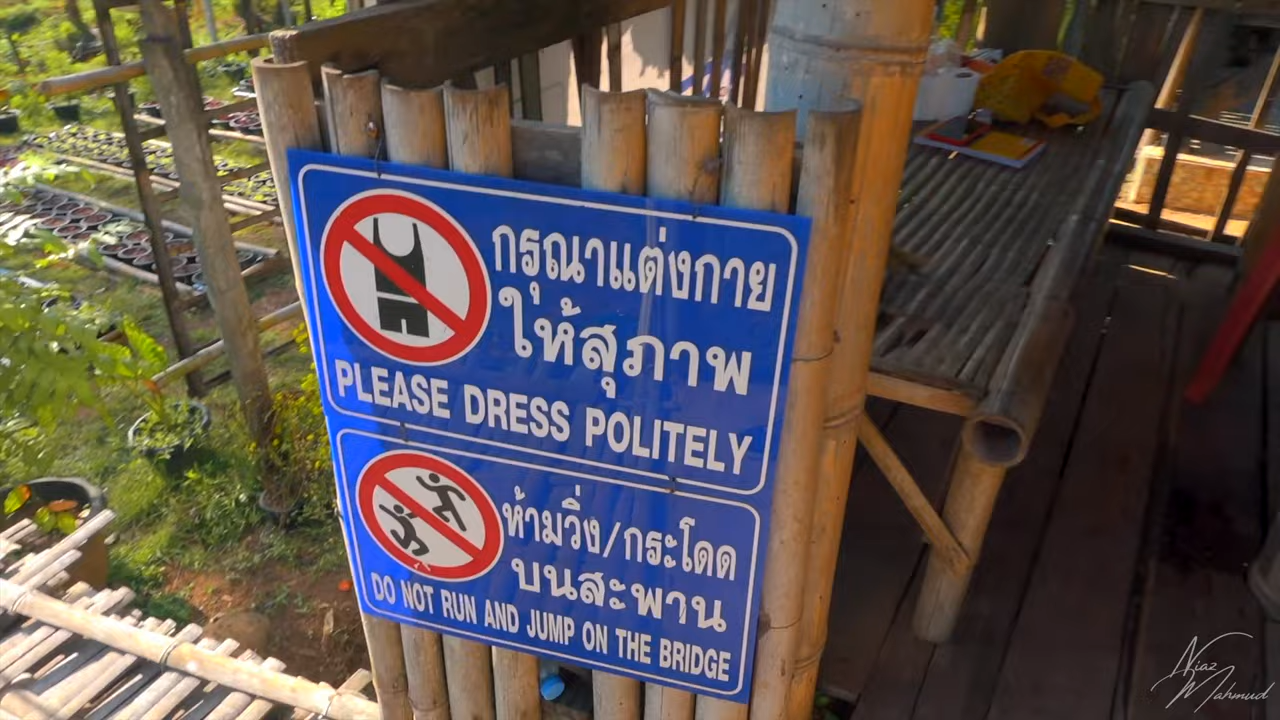 กรุณาแต่งกาย
ให้สุภาพ
PLEASE DRESS POLITELY
ห้ามวิ่ง/กระโดด
บนสะพาน
DO NOT RUN AND JUMP ON THE BRIDGE
Niaz
Mahmud